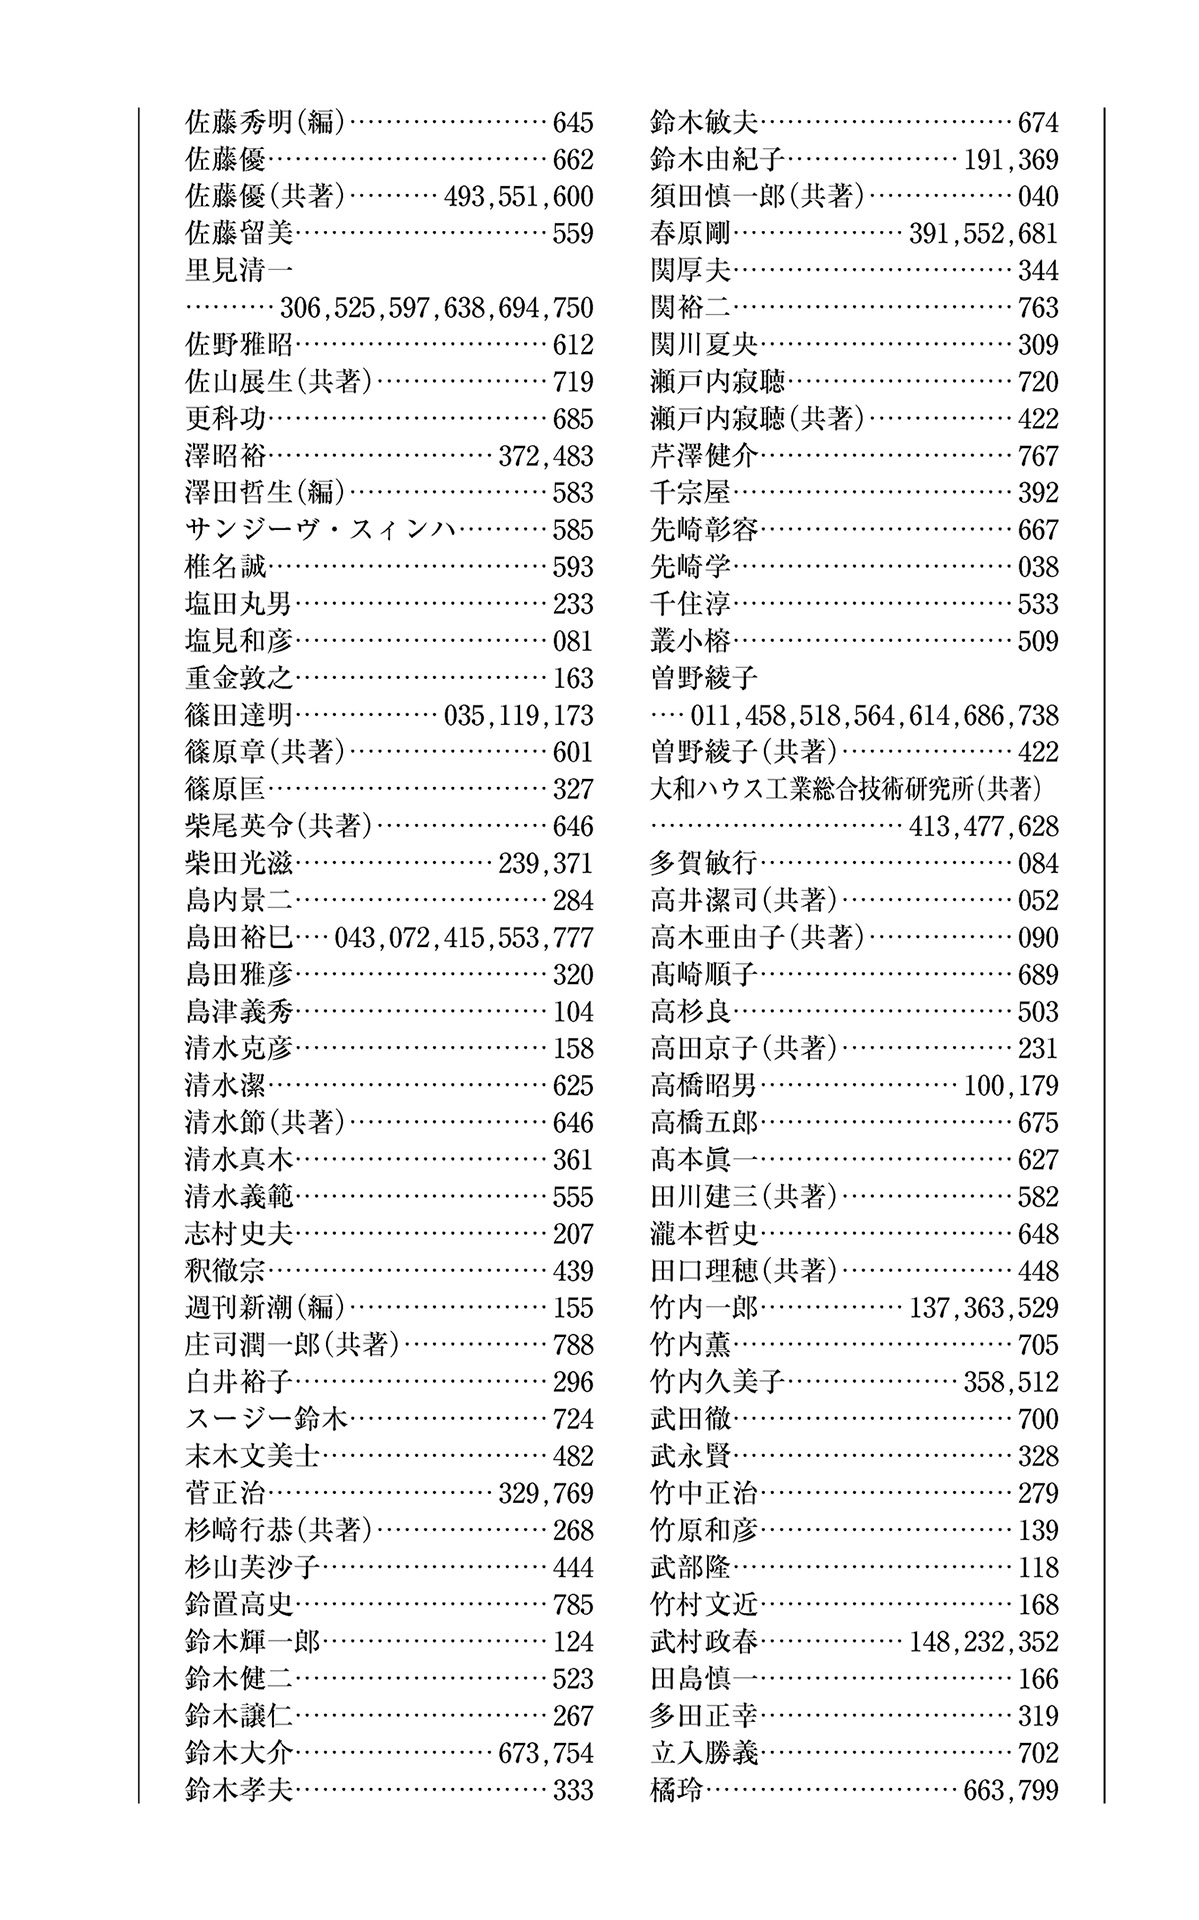 佐藤秀明(編)……………………645
佐藤優……………………………662
佐藤優(共著)…………493,551,600
佐藤留美…………………………559
里見清一
…………306,525,597,638,694,750
佐野雅昭…………………………612
佐山展生(共著)…………………719
更科功……………………………685
澤昭裕………………………372,483
澤田哲生(編)……………………583
サンジーヴ・スィンハ…………585
椎名誠……………………………593
塩田丸男…………………………233
塩見和彦…………………………081
重金敦之…………………………163
篠田達明………………035,119,173
篠原章(共著)……………………601
篠原匡……………………………327
柴尾英令(共著)…………………646
柴田光滋……………………239,371
島内景二…………………………284
島田裕巳……043,072,415,553,777
島田雅彦…………………………320
島津義秀…………………………104
清水克彦…………………………158
清水潔……………………………625
清水節(共著)……………………646
清水真木…………………………361
清水義範…………………………555
志村史夫…………………………207
釈徹宗……………………………439
週刊新潮(編)……………………155
庄司潤一郎(共著)………………788
白井裕子…………………………296
スージー鈴木……………………724
末木文美士………………………482
菅正治………………………329,769
杉﨑行恭(共著)…………………268
杉山芙沙子………………………444
鈴置高史…………………………785
鈴木輝一郎………………………124
鈴木健二…………………………523
鈴木譲仁…………………………267
鈴木大介……………………673,754
鈴木孝夫…………………………333
鈴木敏夫…………………………674
鈴木由紀子…………………191,369
須田慎一郎(共著)………………040
春原剛…………………391,552,681
関厚夫……………………………344
関裕二……………………………763
関川夏央…………………………309
瀬戸内寂聴………………………720
瀬戸内寂聴(共著)………………422
芹澤健介…………………………767
千宗屋……………………………392
先崎彰容…………………………667
先崎学……………………………038
千住淳……………………………533
叢小榕……………………………509
曽野綾子
……011,458,518,564,614,686,738
曽野綾子(共著)…………………422
大和ハウス工業総合技術研究所(共著)
…………………………413,477,628
多賀敏行…………………………084
高井潔司(共著)…………………052
高木亜由子(共著)………………090
髙崎順子…………………………689
高杉良……………………………503
高田京子(共著)…………………231
高橋昭男……………………100,179
高橋五郎…………………………675
髙本眞一…………………………627
田川建三(共著)…………………582
瀧本哲史…………………………648
田口理穂(共著)…………………448
竹内一郎………………137,363,529
竹内薫……………………………705
竹内久美子…………………358,512
武田徹……………………………700
武永賢……………………………328
竹中正治…………………………279
竹原和彦…………………………139
武部隆……………………………118
竹村文近…………………………168
武村政春………………148,232,352
田島慎一…………………………166
多田正幸…………………………319
立入勝義…………………………702
橘玲…………………………663,799